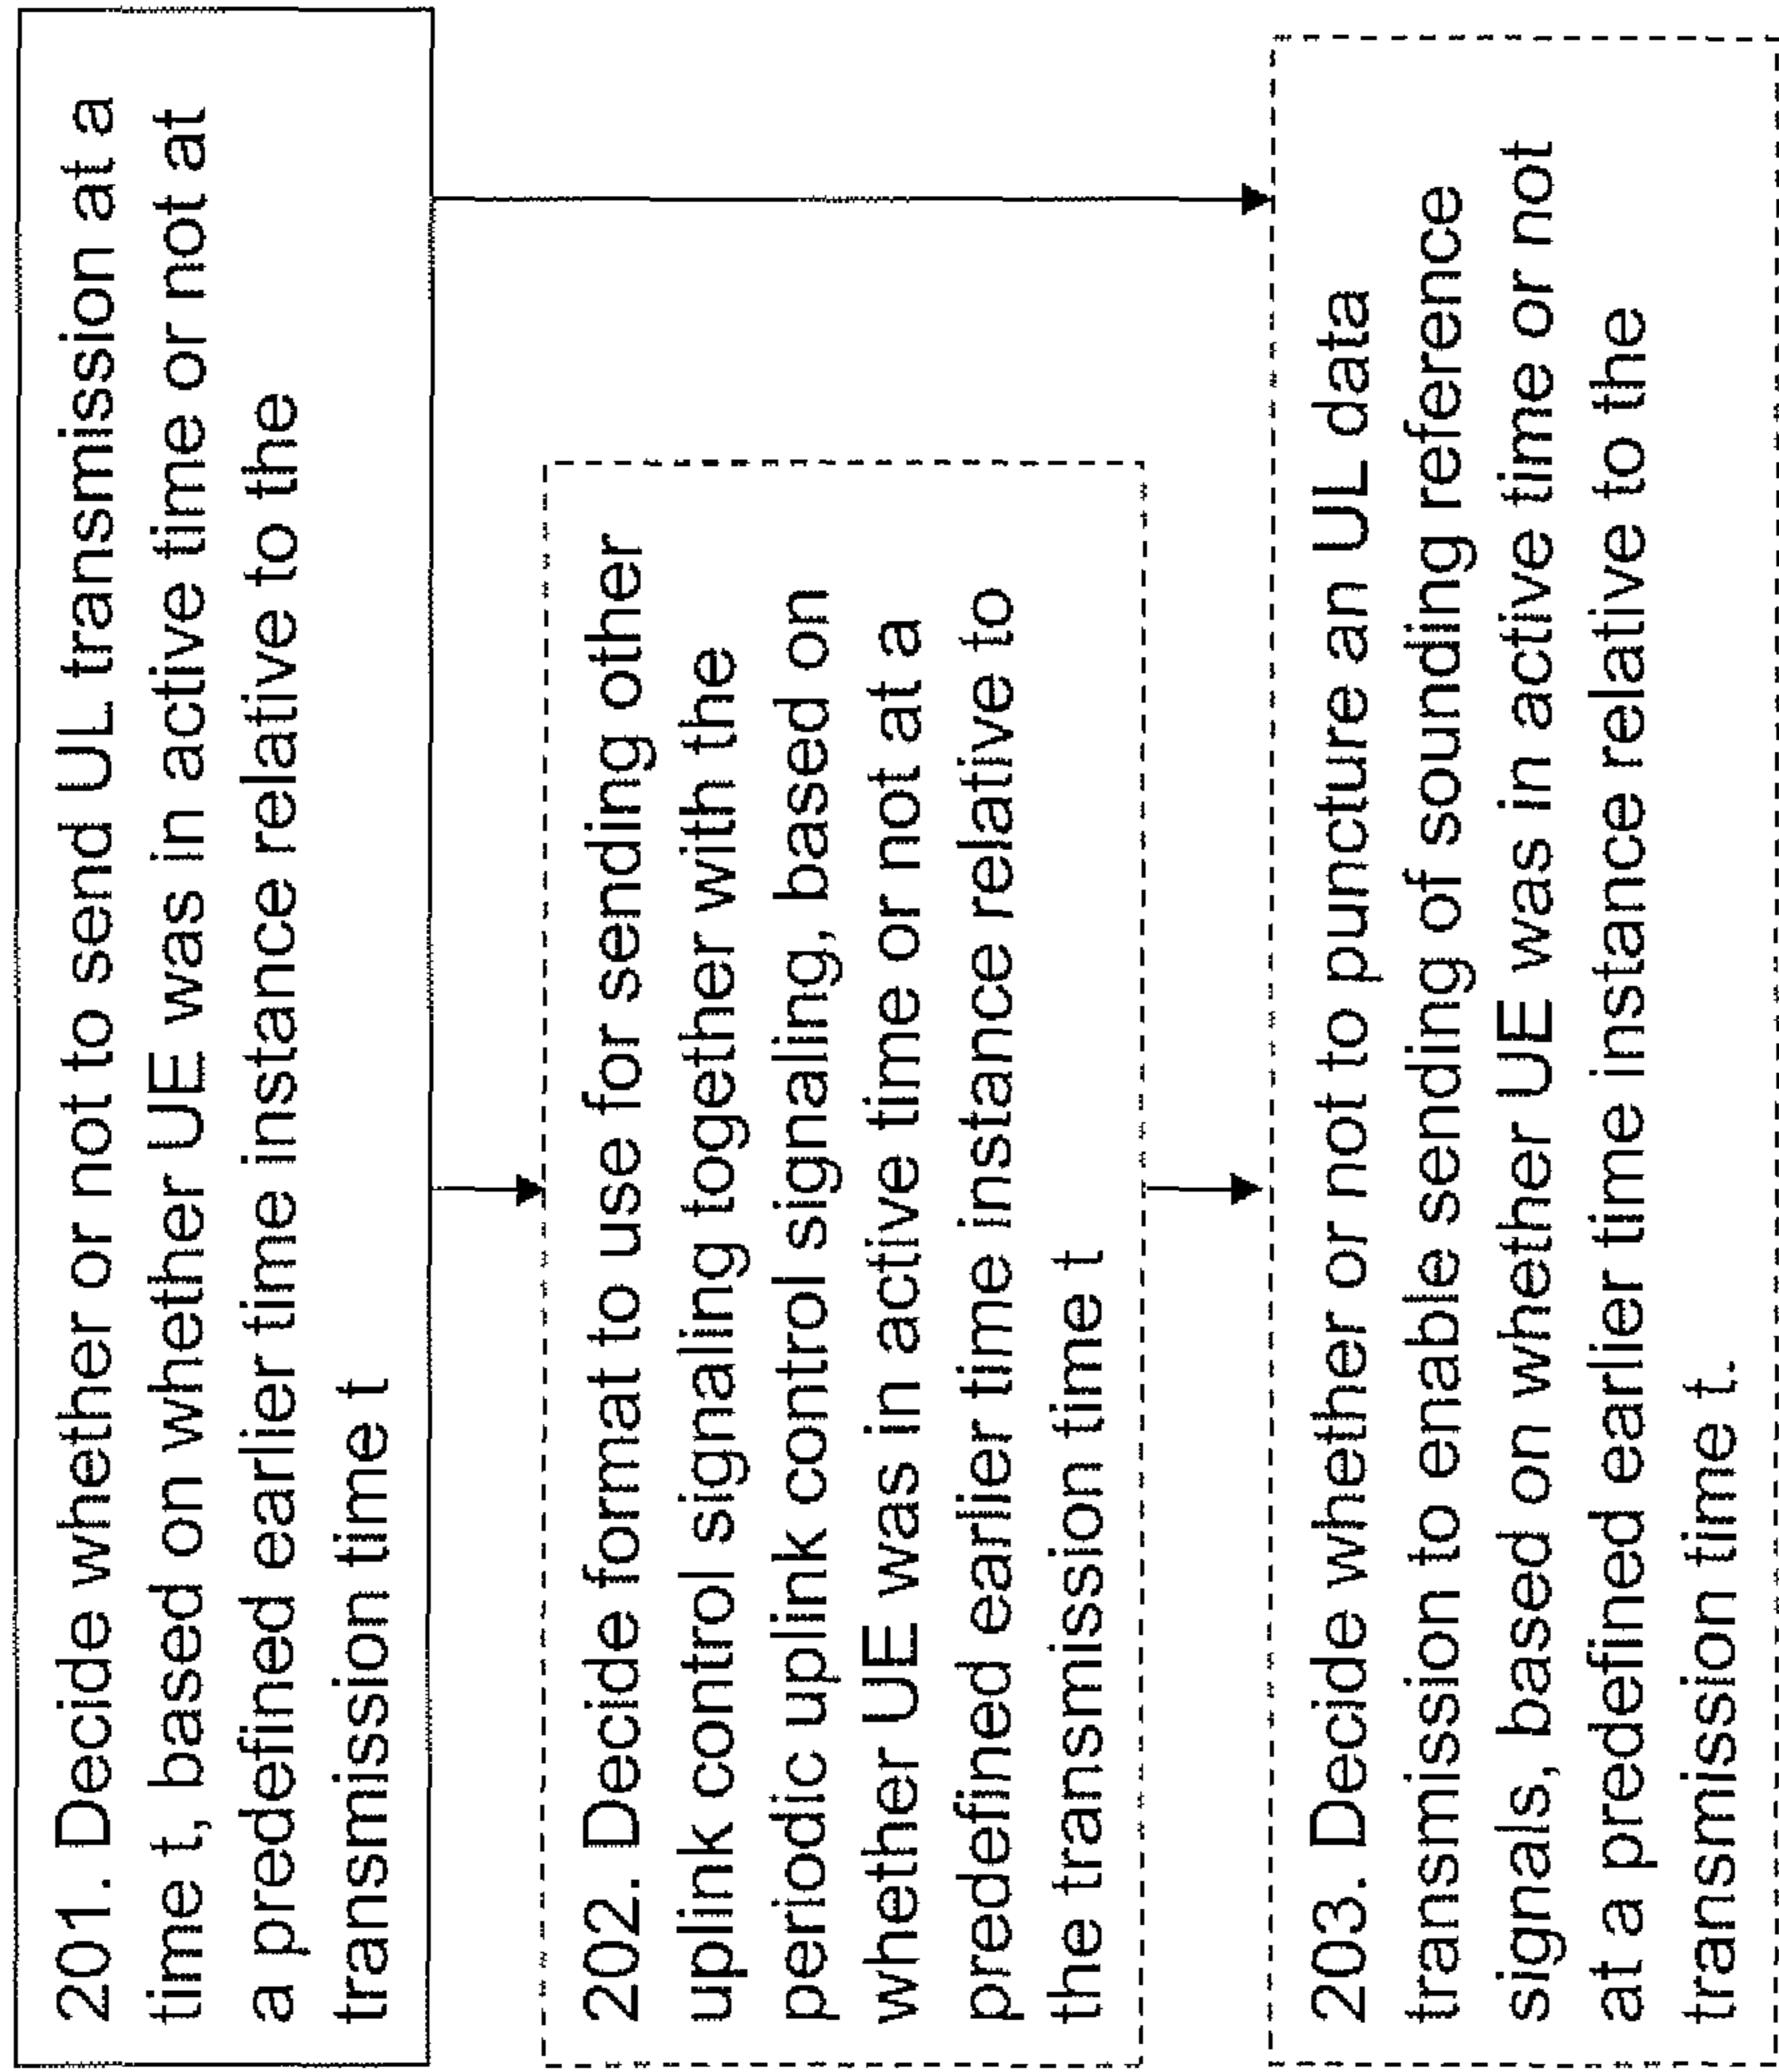 201. Decide whether or not to send UL transmission at a
time t, based on whether UE was in active time or not at
a predefined earlier time instance relative to the
transmission time t
202. Decide format to use for sending other
uplink control signaling together with the
periodic uplink control signaling, based on
whether UE was in active time or not at a
predefined earlier time instance relative to
the transmission time t
203. Decide whether or not to puncture an UL data
transmission to enable sending of sounding reference
signals, based on whether UE was in active time or not
at a predefined earlier time instance relative to the
transmission time t.